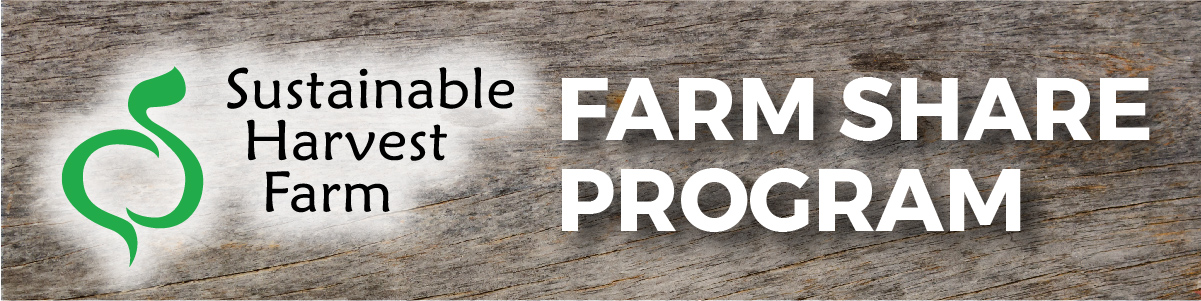 Sustainable
Harvest
Farm
FARM SHARE
PROGRAM